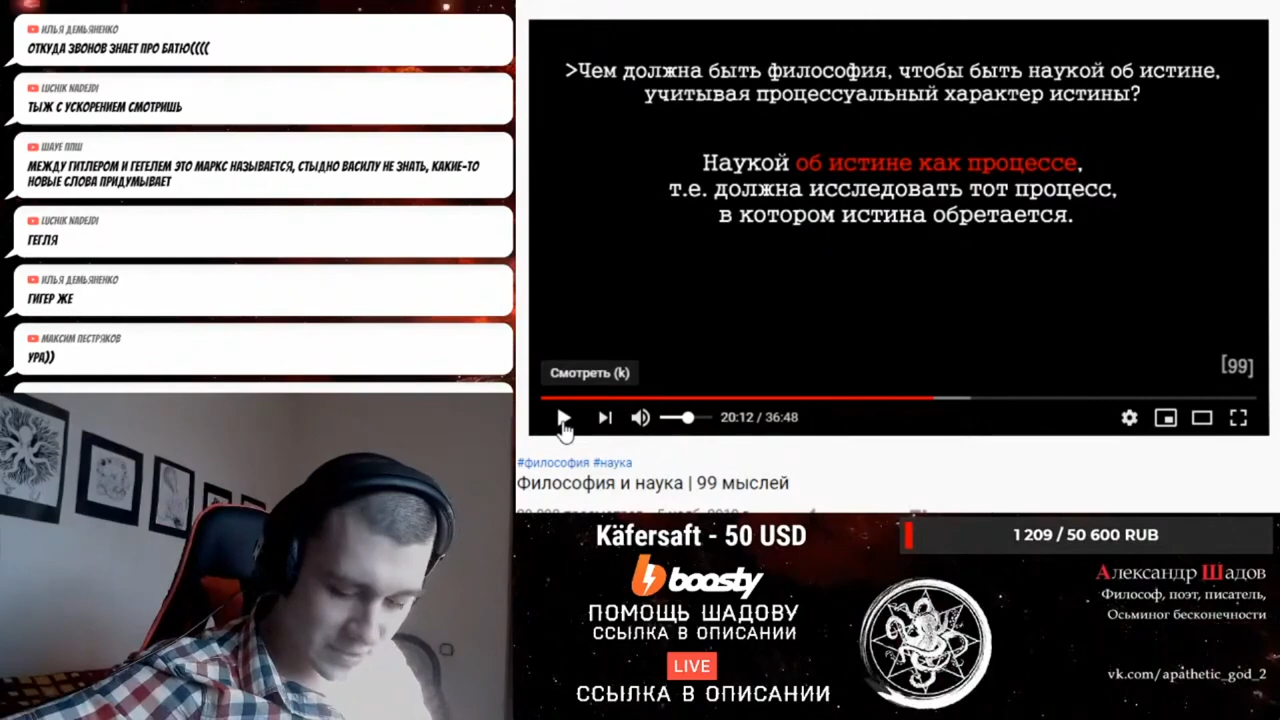 ИЛЬЯ ДЕМЬЯНЕНКО
ОТКУДА ЗВОНОВ ЗНАЕТ ПРО БАТЮ((((
LUCHIK NADEJDI
ТЫЖ С УСКОРЕНИЕМ СМОТРИШЬ
ШАУЕ ППШ
МЕЖДУ ГИТЛЕРОМ И ГЕГЕЛЕМ ЭТО МАРКС НАЗЫВАЕТСЯ, СТЫДНО ВАСИЛУ НЕ ЗНАТЬ, КАКИЕ-ТО
НОВЫЕ СЛОВА ПРИДУМЫВАЕТ
LUCHIK NADEJDI
ГЕГЛЯ
ИЛЬЯ ДЕМЬЯНЕНКО
ГИГЕР ЖЕ
МАКСИМ ПЕСТРЯКОВ
УРА))
>Чем должна быть философия, чтобы быть наукой об истине,
учитывая процессуальный характер истины?
Наукой об истине как процессе,
т.е. должна исследовать тот процесс,
в котором истина обретается.
[99]
Смотреть (k)
20:12 / 36:48
#философия #наука
Философия и наука | 99 мыслей
Käfersaft - 50 USD
boosty
ПОМОЩЬ ШАДОВУ
ССЫЛКА В ОПИСАНИИ
LIVE
ССЫЛКА В ОПИСАНИИ
1 209 / 50 600 RUB
Александр Шадов
Философ, поэт, писатель,
Осьминог бесконечности
vk.com/apathetic_god_2